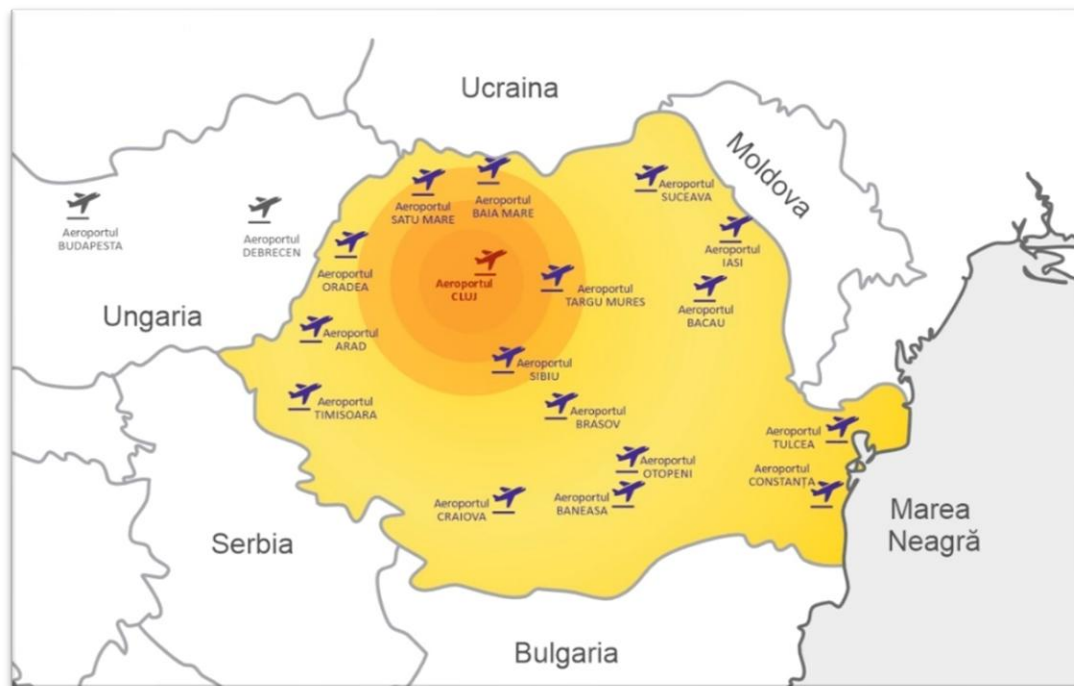 Ucraina
Moldova
Aeroportul
SUCEAVA
Aeroportul
SATU MARE
Aeroportul
BAIA MARE
Aeroportul
BUDAPESTA
Aeroportul
DEBRECEN
Aeroportul
IASI
Aeroportul
ORADEA
Aeroportul
CLUJ
Aeroportul
TARGU MURES
Aeroportul
BACAU
Ungaria
Aeroportul
ARAD
Aeroportul
SIBIU
Aeroportul
TIMISOARA
Aeroportul
BRASOV
Aeroportul
TULCEA
Aeroportul
OTOPENI
Aeroportul
CONSTANȚA
Aeroportul
CRAIOVA
Aeroportul
BANEASA
Marea
Neagră
Serbia
Bulgaria